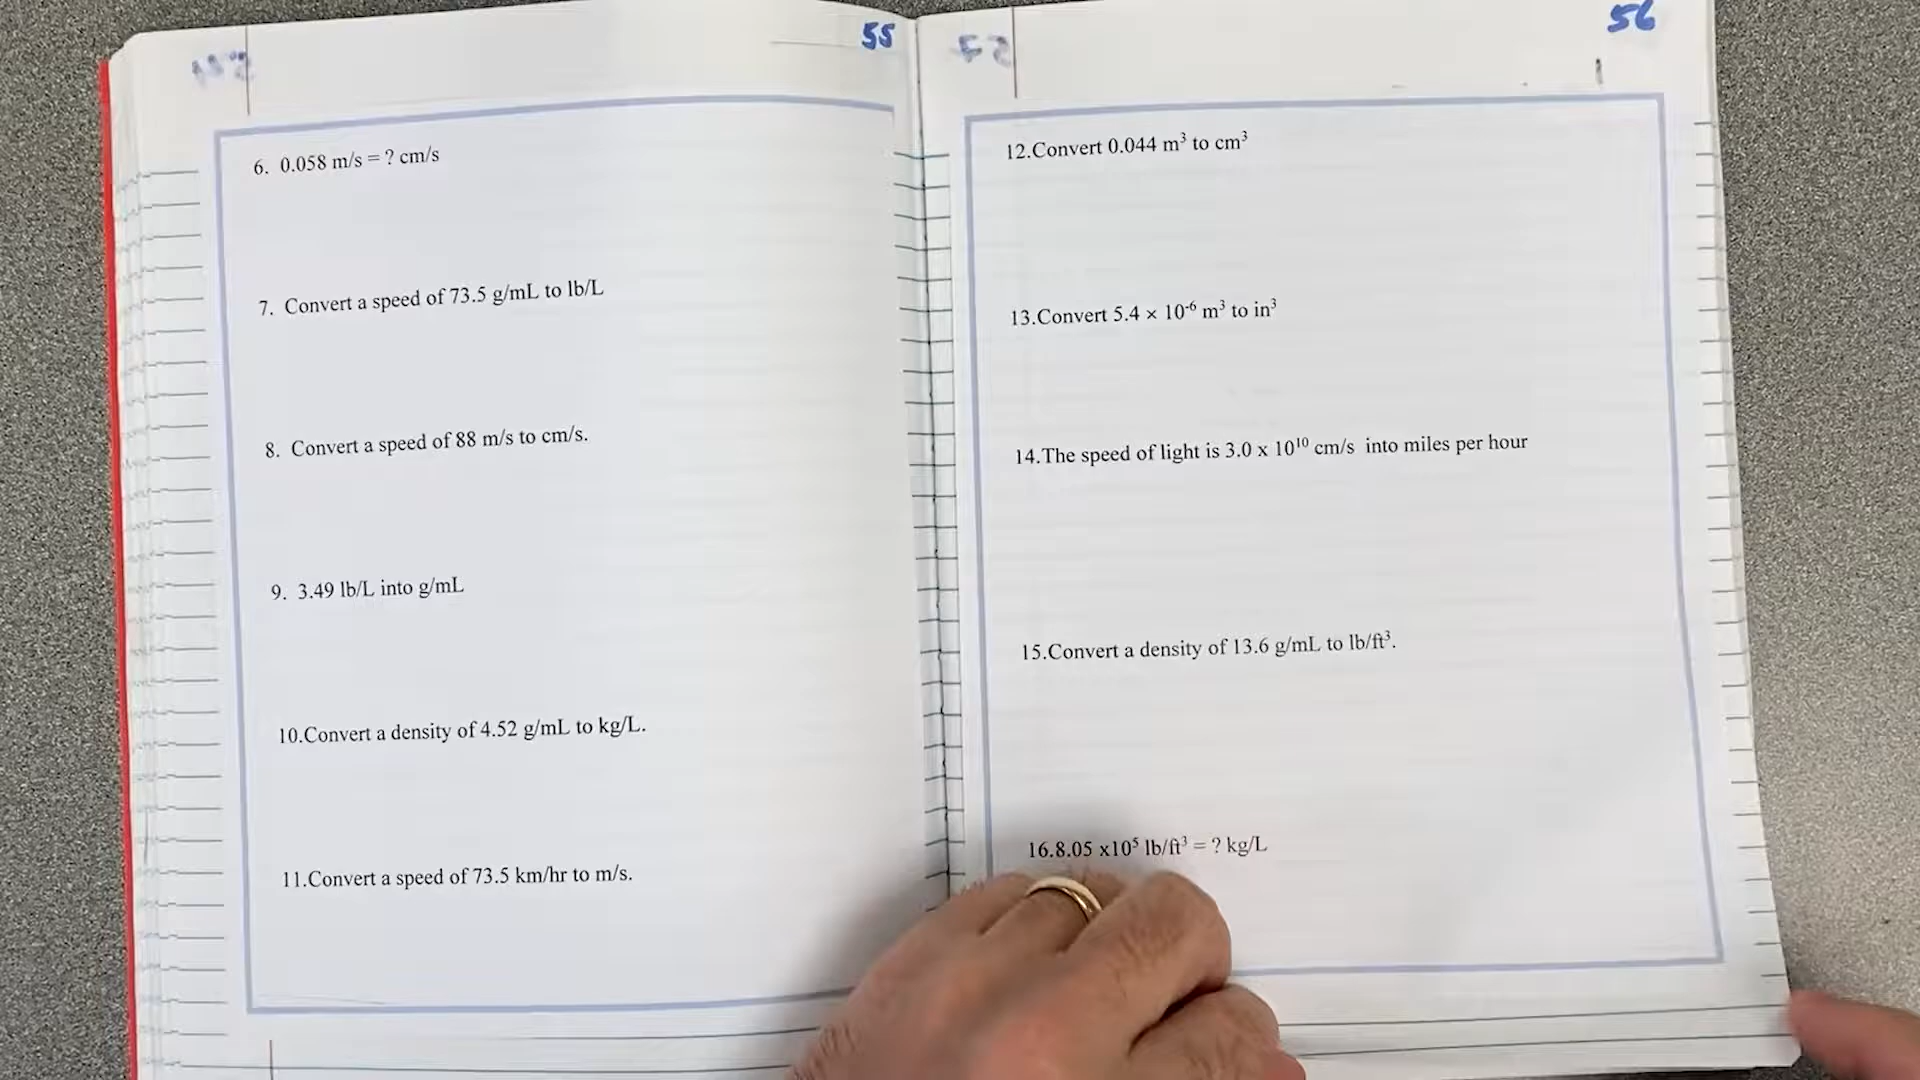 55
6. 0.058 m/s = ? cm/s
7. Convert a speed of 73.5 g/mL to lb/L
8. Convert a speed of 88 m/s to cm/s.
9. 3.49 lb/L into g/mL
10.Convert a density of 4.52 g/mL to kg/L.
11.Convert a speed of 73.5 km/hr to m/s.
56
12.Convert 0.044 m³ to cm³
13.Convert 5.4 × 10⁻⁶ m³ to in³
14.The speed of light is 3.0 x 10¹⁰ cm/s into miles per hour
15.Convert a density of 13.6 g/mL to lb/ft³.
16.8.05 x10⁵ lb/ft³ = ? kg/L